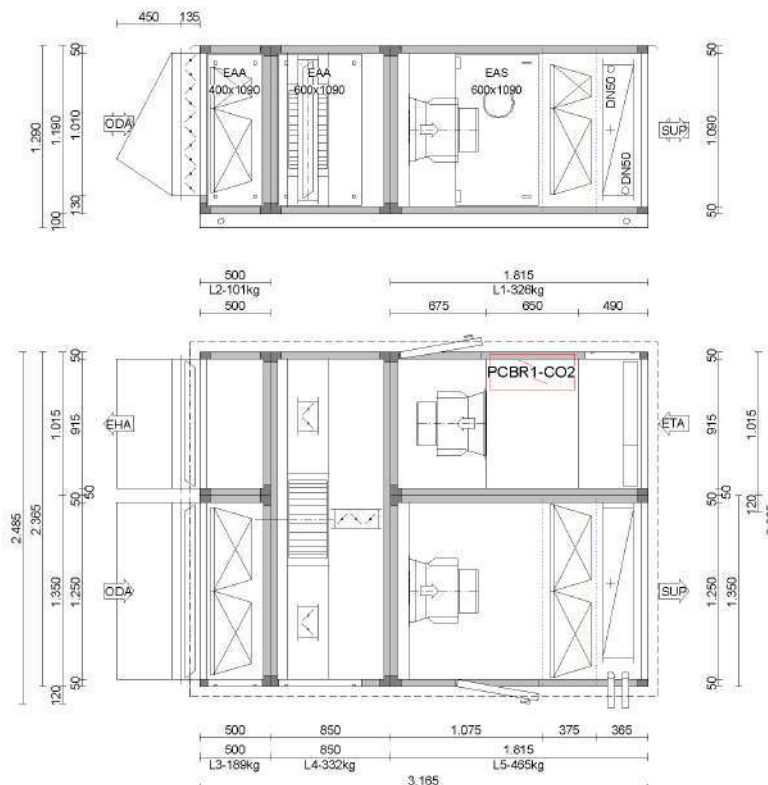 450 135
50 50
EAA EAA EAS
400x1090 600x1090 600x1090
DN50
ODA SUP
1.290 1.190 1.010 1.090
DN50
130
100 50
500 1.815
L2-101kg L1-326kg
500 675 650 490
50 50
PCBR1-CO2
EHA ETA
1.015 915 915 1.015
50 50 50 50 120
2.485 2.365
ODA SUP
1.350 1.250 1.250 1.350
50 50
120
500 850 1.075 375 365
500 850 1.815
L3-189kg L4-332kg L5-465kg
3.165